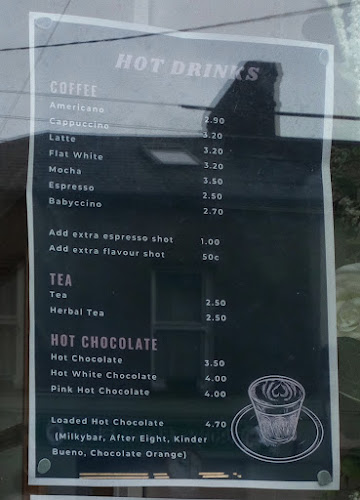 HOT DRINKS
COFFEE
Americano 2.90
Cappuccino 3.20
Latte 3.20
Flat White 3.20
Mocha 3.50
Espresso 2.50
Babyccino 2.70
Add extra espresso shot 1.00
Add extra flavour shot 50c
TEA
Tea 2.50
Herbal Tea 2.50
HOT CHOCOLATE
Hot Chocolate 3.50
Hot White Chocolate 4.00
Pink Hot Chocolate 4.00
Loaded Hot Chocolate 4.70
(Milkybar, After Eight, Kinder
Bueno, Chocolate Orange)